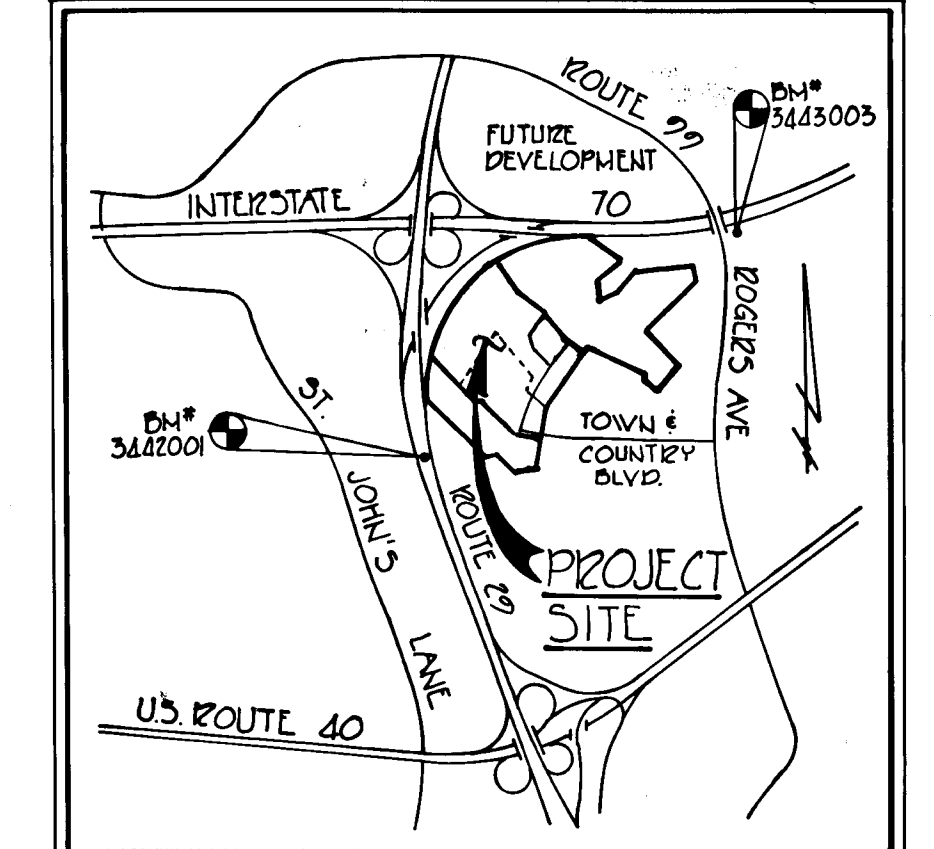 ROUTE 99
BM#
3443003
FUTURE
DEVELOPMENT
INTERSTATE
70
ROGERS AVE
ST.
JOHN'S
LANE
BM#
3442001
TOWN &
COUNTRY
BLVD.
ROUTE 29
PROJECT
SITE
U.S. ROUTE 40